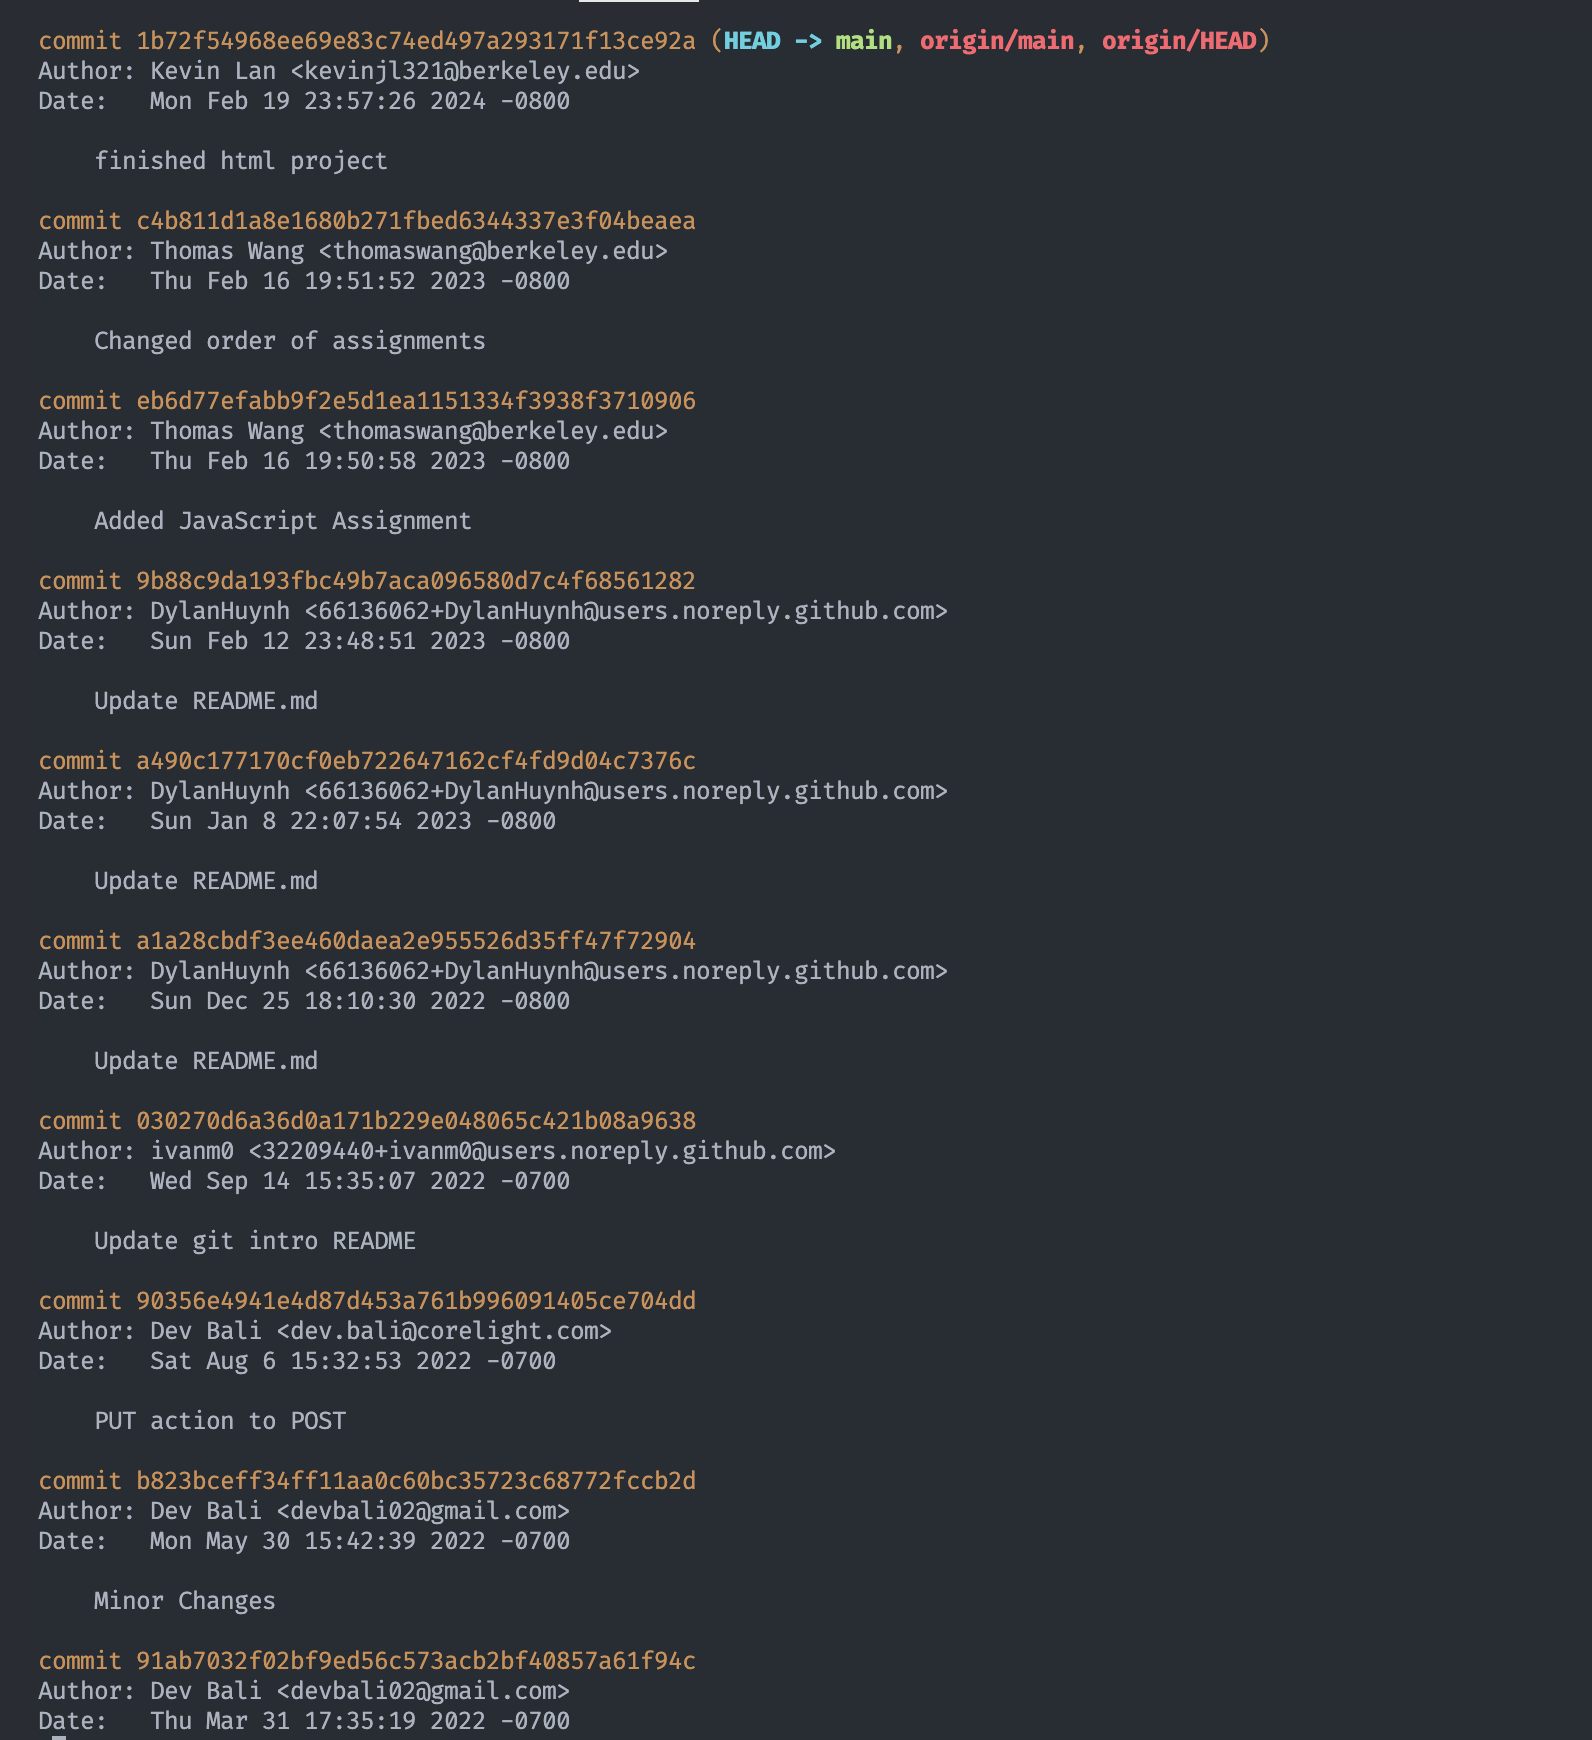 commit 1b72f54968ee69e83c74ed497a293171f13ce92a (HEAD -> main, origin/main, origin/HEAD)
Author: Kevin Lan <kevinjl321@berkeley.edu>
Date:   Mon Feb 19 23:57:26 2024 -0800
finished html project
commit c4b811d1a8e1680b271fbed6344337e3f04beaea
Author: Thomas Wang <thomaswang@berkeley.edu>
Date:   Thu Feb 16 19:51:52 2023 -0800
Changed order of assignments
commit eb6d77efabb9f2e5d1ea1151334f3938f3710906
Author: Thomas Wang <thomaswang@berkeley.edu>
Date:   Thu Feb 16 19:50:58 2023 -0800
Added JavaScript Assignment
commit 9b88c9da193fbc49b7aca096580d7c4f68561282
Author: DylanHuynh <66136062+DylanHuynh@users.noreply.github.com>
Date:   Sun Feb 12 23:48:51 2023 -0800
Update README.md
commit a490c177170cf0eb722647162cf4fd9d04c7376c
Author: DylanHuynh <66136062+DylanHuynh@users.noreply.github.com>
Date:   Sun Jan 8 22:07:54 2023 -0800
Update README.md
commit a1a28cbdf3ee460daea2e955526d35ff47f72904
Author: DylanHuynh <66136062+DylanHuynh@users.noreply.github.com>
Date:   Sun Dec 25 18:10:30 2022 -0800
Update README.md
commit 030270d6a36d0a171b229e048065c421b08a9638
Author: ivanm0 <32209440+ivanm0@users.noreply.github.com>
Date:   Wed Sep 14 15:35:07 2022 -0700
Update git intro README
commit 90356e4941e4d87d453a761b996091405ce704dd
Author: Dev Bali <dev.bali@corelight.com>
Date:   Sat Aug 6 15:32:53 2022 -0700
PUT action to POST
commit b823bceff34ff11aa0c60bc35723c68772fccb2d
Author: Dev Bali <devbali02@gmail.com>
Date:   Mon May 30 15:42:39 2022 -0700
Minor Changes
commit 91ab7032f02bf9ed56c573acb2bf40857a61f94c
Author: Dev Bali <devbali02@gmail.com>
Date:   Thu Mar 31 17:35:19 2022 -0700